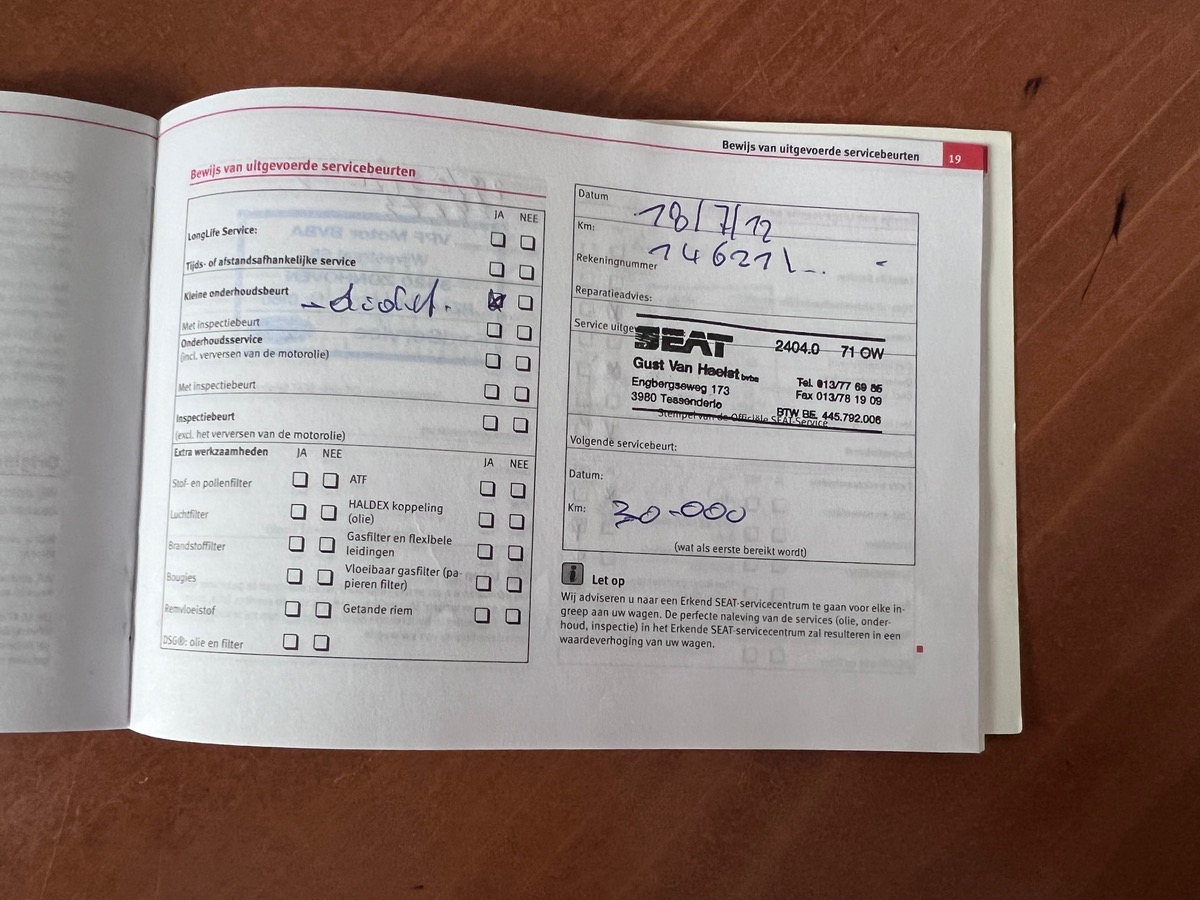 Bewijs van uitgevoerde servicebeurten 19
Bewijs van uitgevoerde servicebeurten
JA NEE
LongLife Service:
Tijds- of afstandsafhankelijke service
Kleine onderhoudsbeurt
Met inspectiebeurt
Onderhoudsservice
(incl. verversen van de motorolie)
Met inspectiebeurt
Inspectiebeurt
(excl. het verversen van de motorolie)
Extra werkzaamheden JA NEE JA NEE
Stof- en pollenfilter
ATF
Luchtfilter
HALDEX koppeling
(olie)
Brandstoffilter
Gasfilter en flexibele
leidingen
Bougies
Vloeibaar gasfilter (pa-
pieren filter)
Remvloeistof
Getande riem
DSG®: olie en filter
Datum 18/7/12
Km: 14621
Rekeningnummer
Reparatieadvies:
Service uitge
SEAT 2404.0 71 OW
Gust Van Haelst bvba
Engbergseweg 173 Tel. 013/77 69 85
3980 Tessenderlo Fax 013/78 19 09
BTW BE. 445.792.006
Stempel van de Officiële SEAT-Service
Volgende servicebeurt:
Datum:
Km: 30.000
(wat als eerste bereikt wordt)
i Let op
Wij adviseren u naar een Erkend SEAT-servicecentrum te gaan voor elke in-
greep aan uw wagen. De perfecte naleving van de services (olie, onder-
houd, inspectie) in het Erkende SEAT-servicecentrum zal resulteren in een
waardeverhoging van uw wagen.